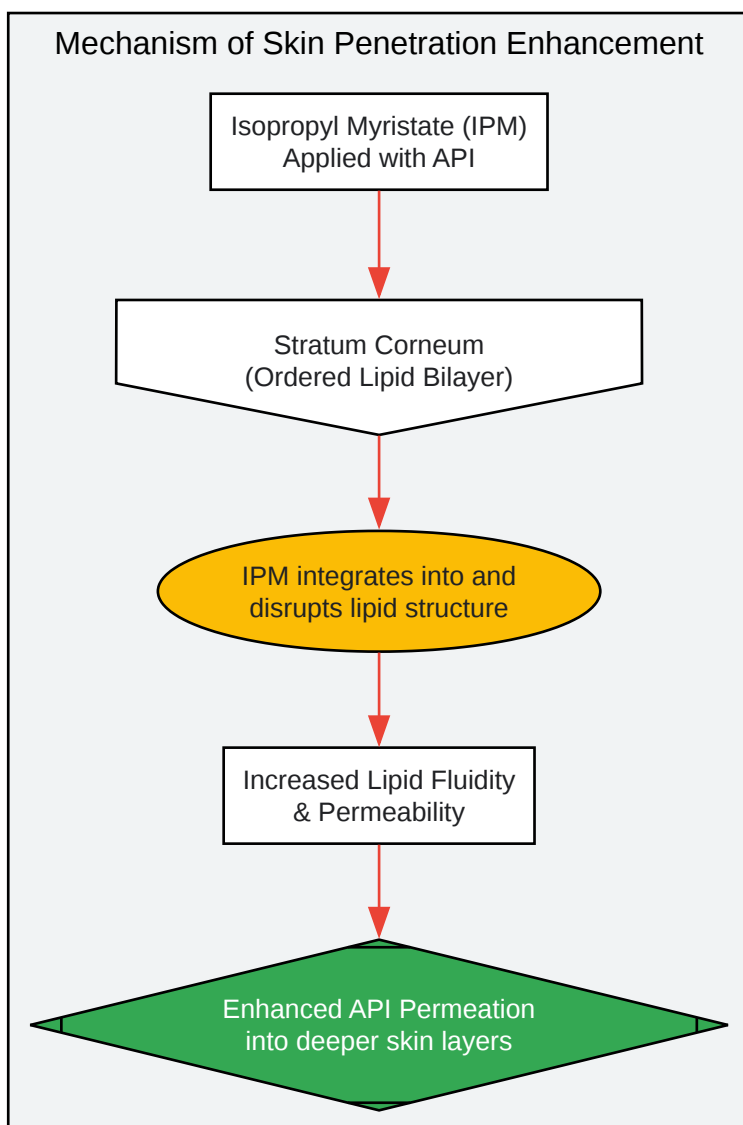 Mechanism of Skin Penetration Enhancement
Isopropyl Myristate (IPM)
Applied with API
Stratum Corneum
(Ordered Lipid Bilayer)
IPM integrates into and
disrupts lipid structure
Increased Lipid Fluidity
& Permeability
Enhanced API Permeation
into deeper skin layers